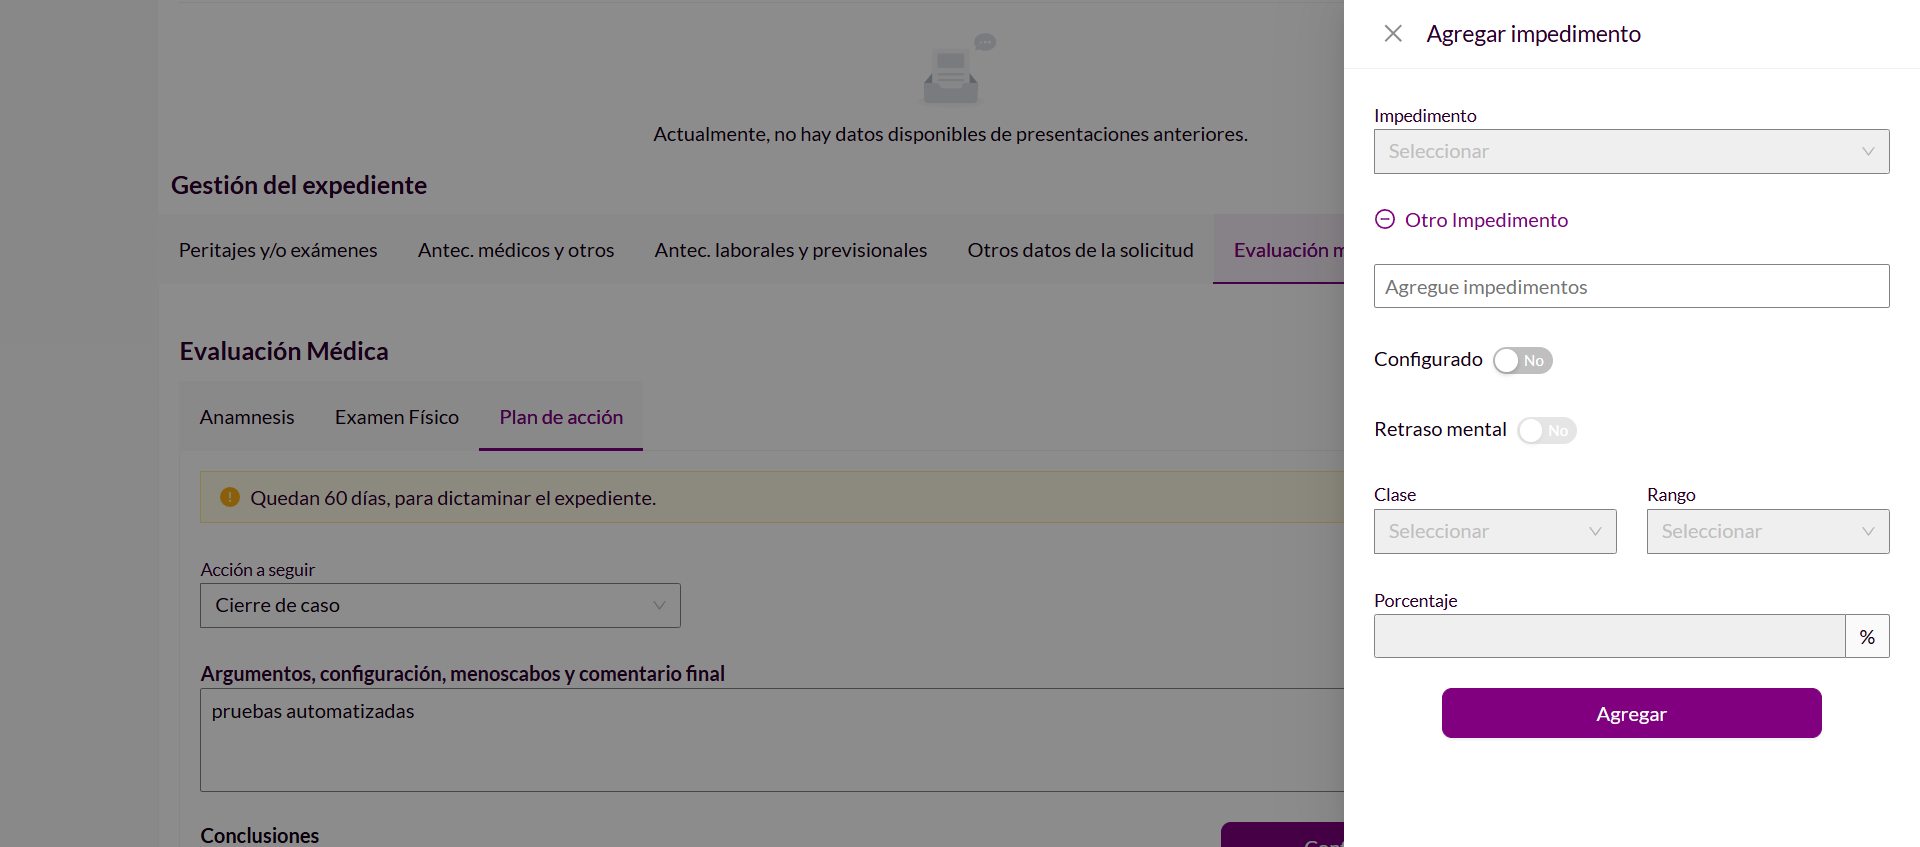 Actualmente, no hay datos disponibles de presentaciones anteriores.
Gestión del expediente
Peritajes y/o exámenes
Antec. médicos y otros
Antec. laborales y previsionales
Otros datos de la solicitud
Evaluación m
Evaluación Médica
Anamnesis
Examen Físico
Plan de acción
Quedan 60 días, para dictaminar el expediente.
Acción a seguir
Cierre de caso
Argumentos, configuración, menoscabos y comentario final
pruebas automatizadas
Conclusiones
Agregar impedimento
Impedimento
Seleccionar
Otro Impedimento
Agregue impedimentos
Configurado No
Retraso mental No
Clase
Seleccionar
Rango
Seleccionar
Porcentaje
%
Agregar